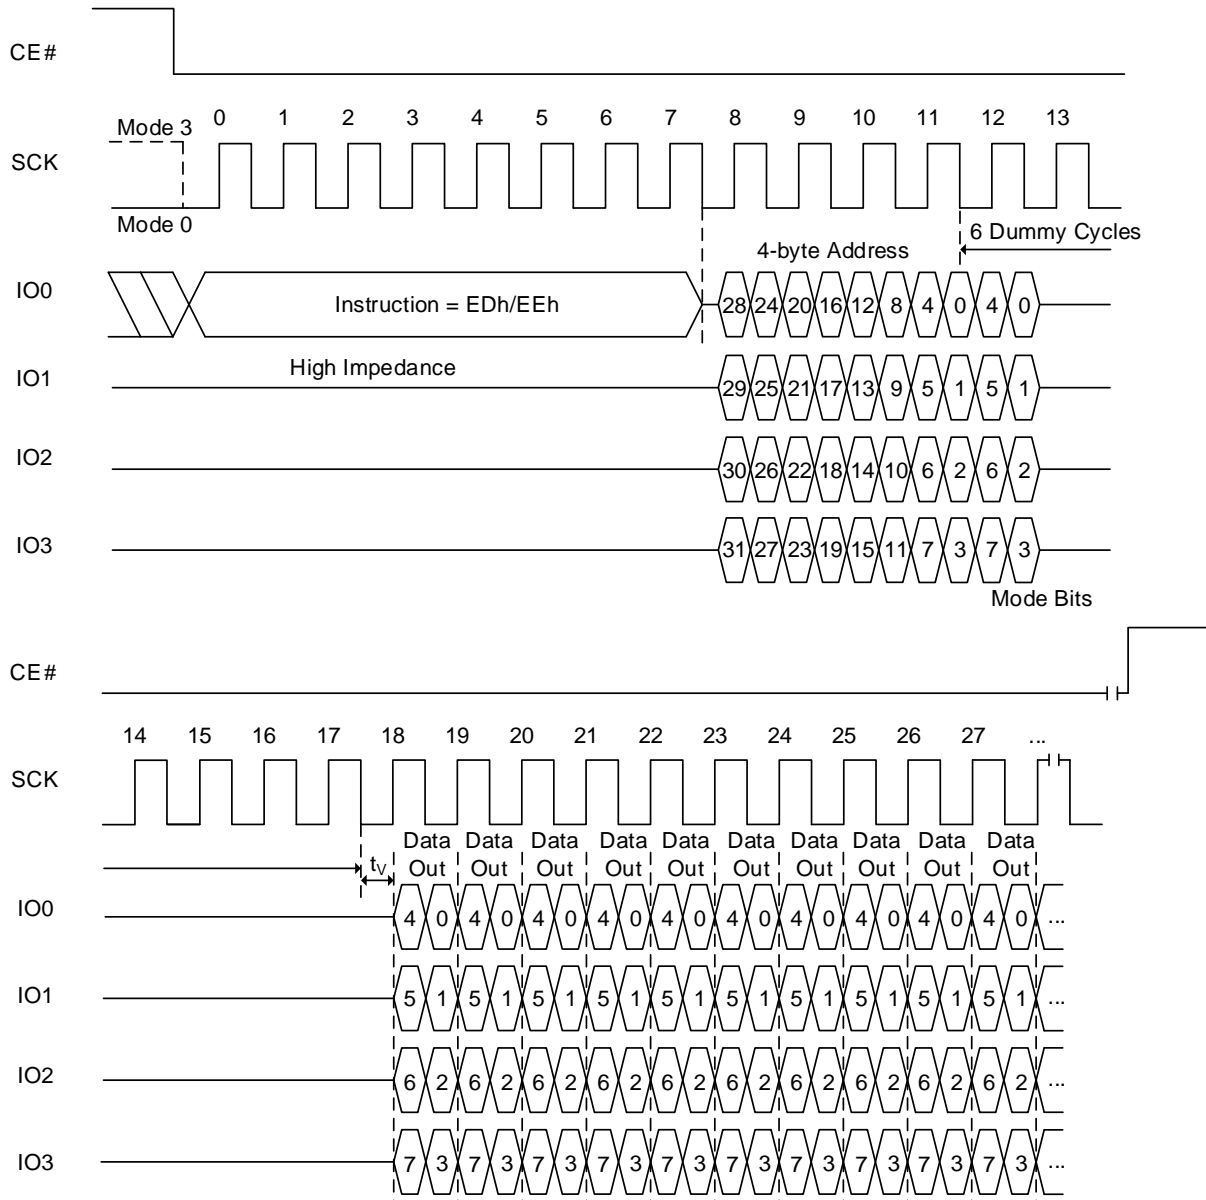 CE#
Mode 3
0 1 2 3 4 5 6 7 8 9 10 11 12 13
SCK
Mode 0
6 Dummy Cycles
4-byte Address
IO0
Instruction = EDh/EEh
28 24 20 16 12 8 4 0 4 0
High Impedance
IO1
29 25 21 17 13 9 5 1 5 1
IO2
30 26 22 18 14 10 6 2 6 2
IO3
31 27 23 19 15 11 7 3 7 3
Mode Bits
CE#
14 15 16 17 18 19 20 21 22 23 24 25 26 27 ...
SCK
Data Data Data Data Data Data Data Data Data Data
tV Out Out Out Out Out Out Out Out Out Out
IO0
4 0 4 0 4 0 4 0 4 0 4 0 4 0 4 0 4 0 4 0 ...
IO1
5 1 5 1 5 1 5 1 5 1 5 1 5 1 5 1 5 1 5 1 ...
IO2
6 2 6 2 6 2 6 2 6 2 6 2 6 2 6 2 6 2 6 2 ...
IO3
7 3 7 3 7 3 7 3 7 3 7 3 7 3 7 3 7 3 7 3 ...